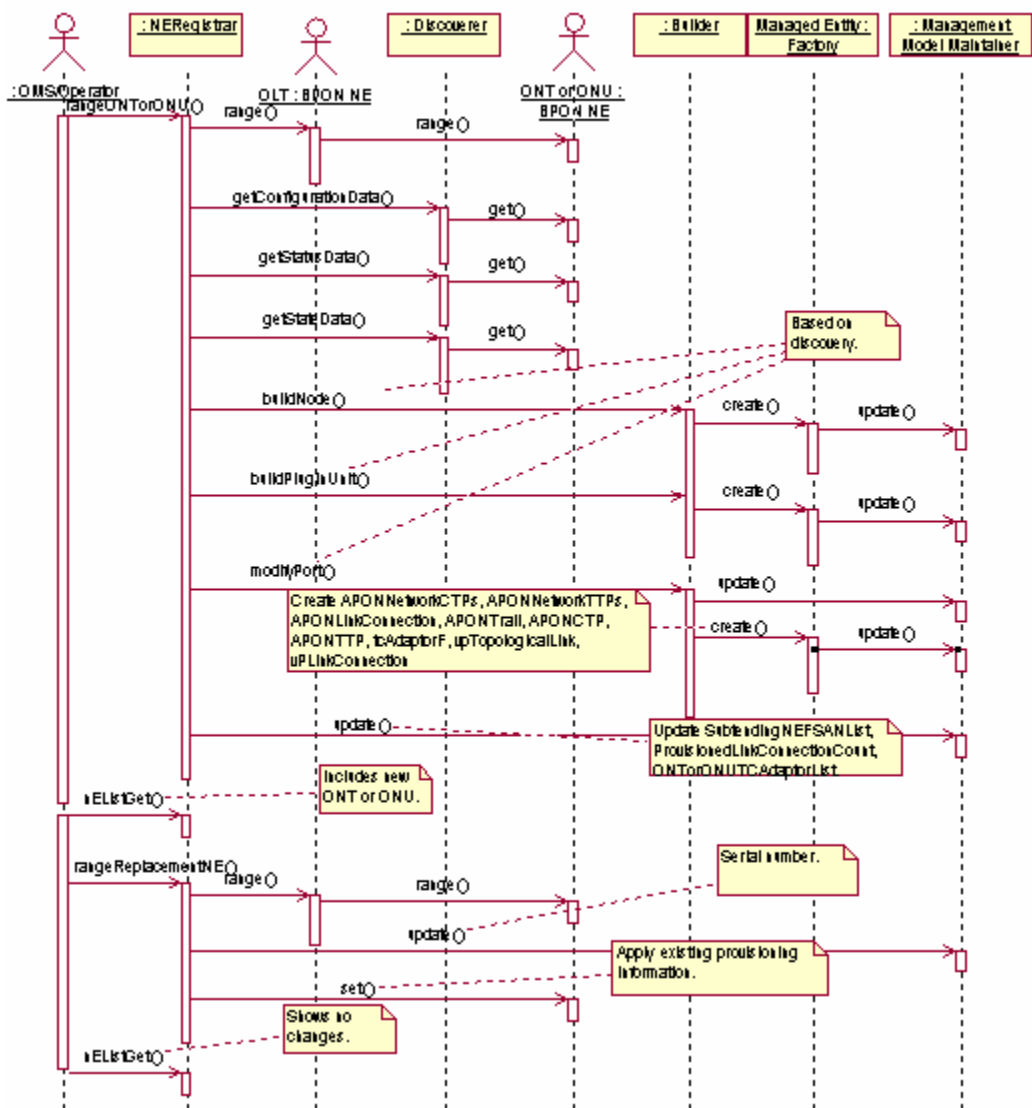 : NERegistrar
: Discoverer
: Builder
Managed Entity :
Factory
: Management
Model Maintainer
: OMS/Operator
OLT : BPON NE
ONT or ONU :
BPON NE
rangeONTorONU()
range()
range()
getConfigurationData()
get()
getStatusData()
get()
getStateData()
get()
Based on
discovery.
buildNode()
create()
update()
buildPlugInUnit()
create()
update()
modifyPort()
update()
Create APONNetworkCTPs, APONNetworkTTPs,
APONLinkConnection, APONTrail, APONCTP,
APONTTP, tcAdaptorF, upTopologicalLink,
uPLinkConnection
create()
update()
update()
Update SubtendingNEFSANList,
ProvisionedLinkConnectionCount,
ONTorONUTCAdaptorList
Includes new
ONT or ONU.
nEListGet()
Serial number.
rangeReplacementNE()
range()
range()
update()
Apply existing provisioning
information.
set()
Shows no
changes.
nEListGet()